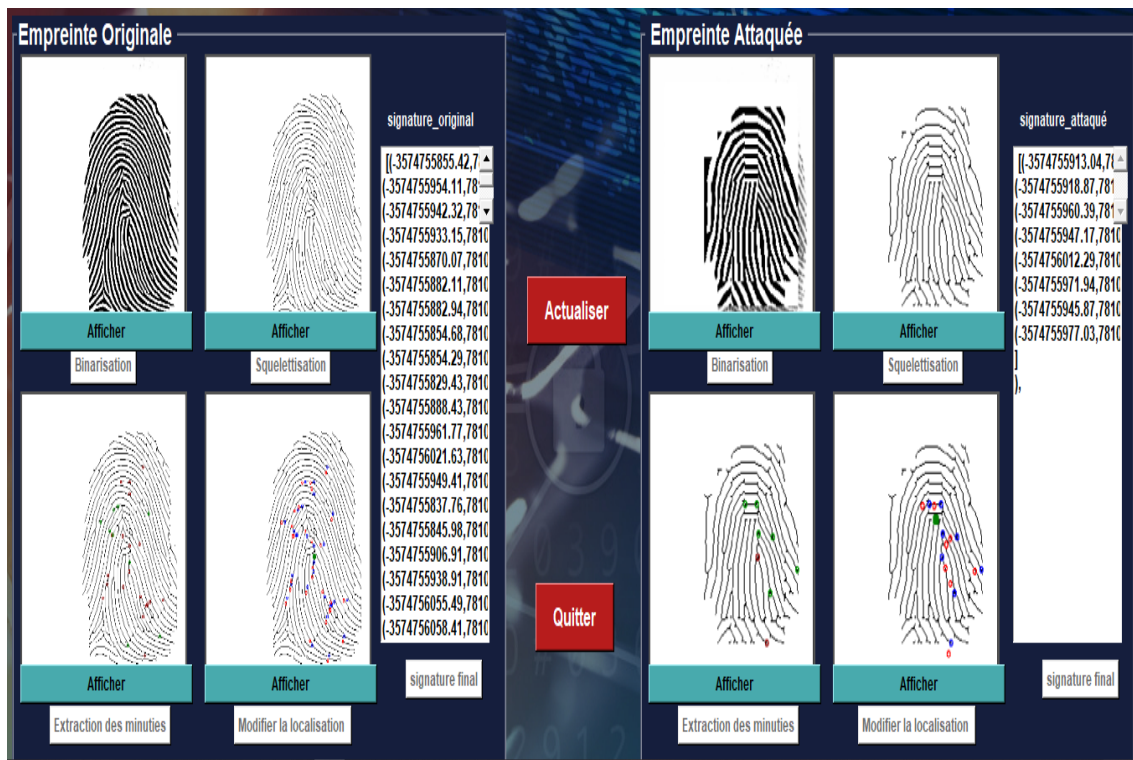 Empreinte Originale
signature_original
[(-3574755855.42,7
(-3574755954.11,781
(-3574755942.32,781
(-3574755933.15,7810
(-3574755870.07,7810
(-3574755882.11,7810
(-3574755882.94,7810
(-3574755854.68,7810
(-3574755854.29,7810
(-3574755829.43,7810
(-3574755888.43,7810
(-3574755961.77,7810
(-3574756021.63,7810
(-3574755949.41,7810
(-3574755837.76,7810
(-3574755845.98,7810
(-3574755906.91,7810
(-3574755938.91,7810
(-3574756055.49,7810
(-3574756058.41,7810
Afficher
Afficher
Binarisation
Squelettisation
Afficher
Afficher
signature final
Extraction des minuties
Modifier la localisation
Actualiser
Quitter
Empreinte Attaquée
signature_attaqué
[(-3574755913.04,7
(-3574755918.87,781
(-3574755960.39,781
(-3574755947.17,7810
(-3574756012.29,7810
(-3574755971.94,7810
(-3574755945.87,7810
(-3574755977.03,7810
]
),
Afficher
Afficher
Binarisation
Squelettisation
Afficher
Afficher
signature final
Extraction des minuties
Modifier la localisation